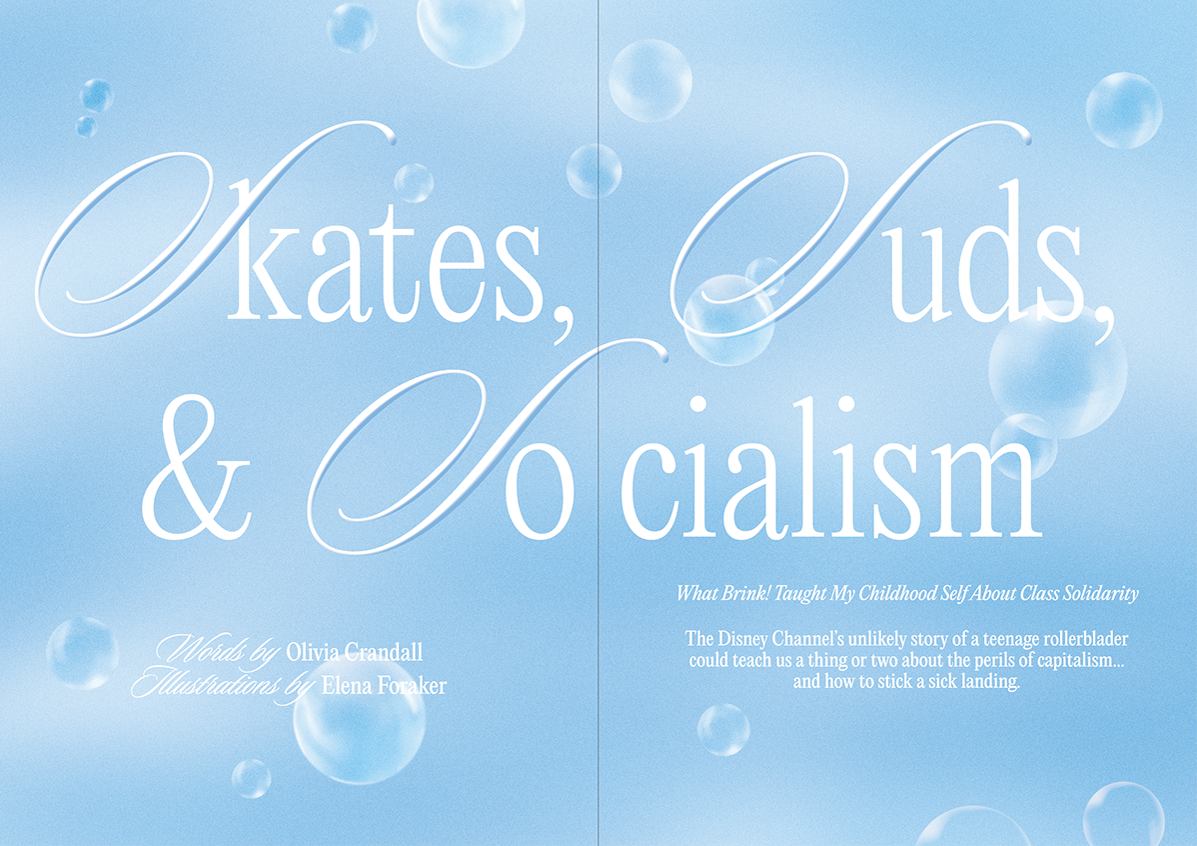 Skates, Suds,
& Socialism
What Brink! Taught My Childhood Self About Class Solidarity
The Disney Channel's unlikely story of a teenage rollerblader
could teach us a thing or two about the perils of capitalism...
and how to stick a sick landing.
Words by Olivia Crandall
Illustrations by Elena Foraker